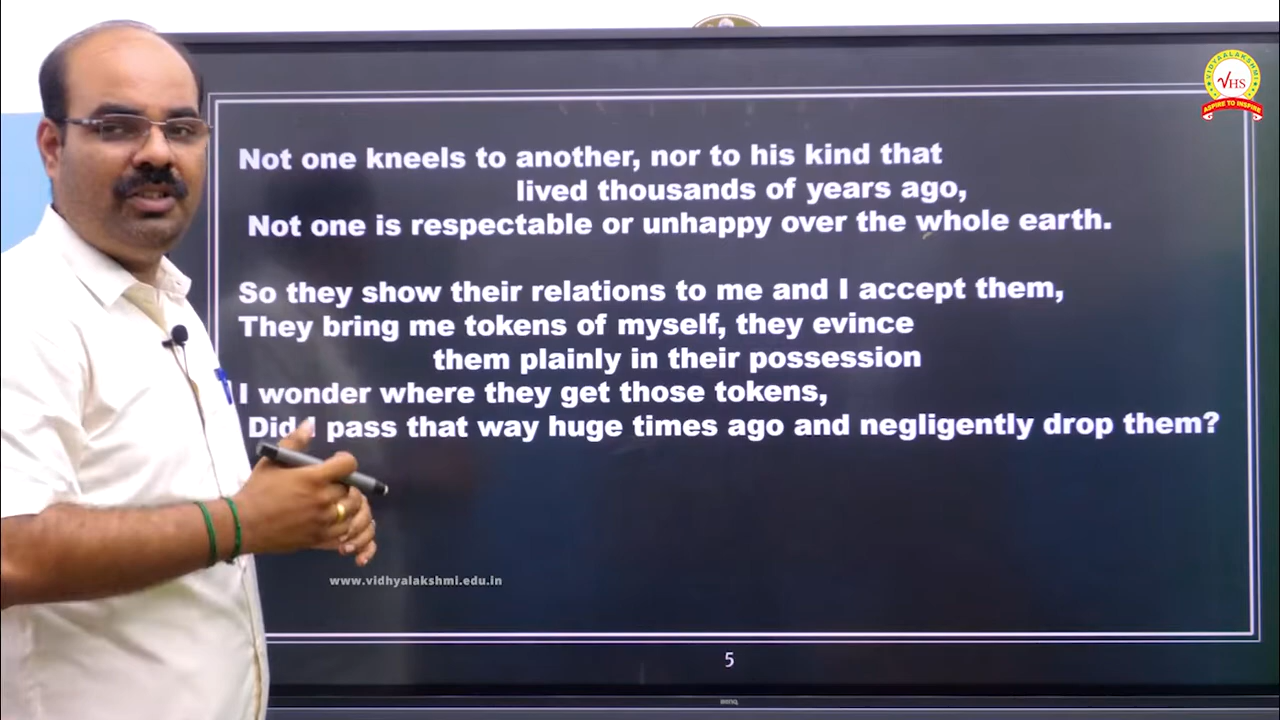 VIDYAALAKSHMI
VHS
ASPIRE TO INSPIRE
Not one kneels to another, nor to his kind that
lived thousands of years ago,
Not one is respectable or unhappy over the whole earth.
So they show their relations to me and I accept them,
They bring me tokens of myself, they evince
them plainly in their possession
I wonder where they get those tokens,
Did I pass that way huge times ago and negligently drop them?
www.vidhyalakshmi.edu.in
5
BenQ